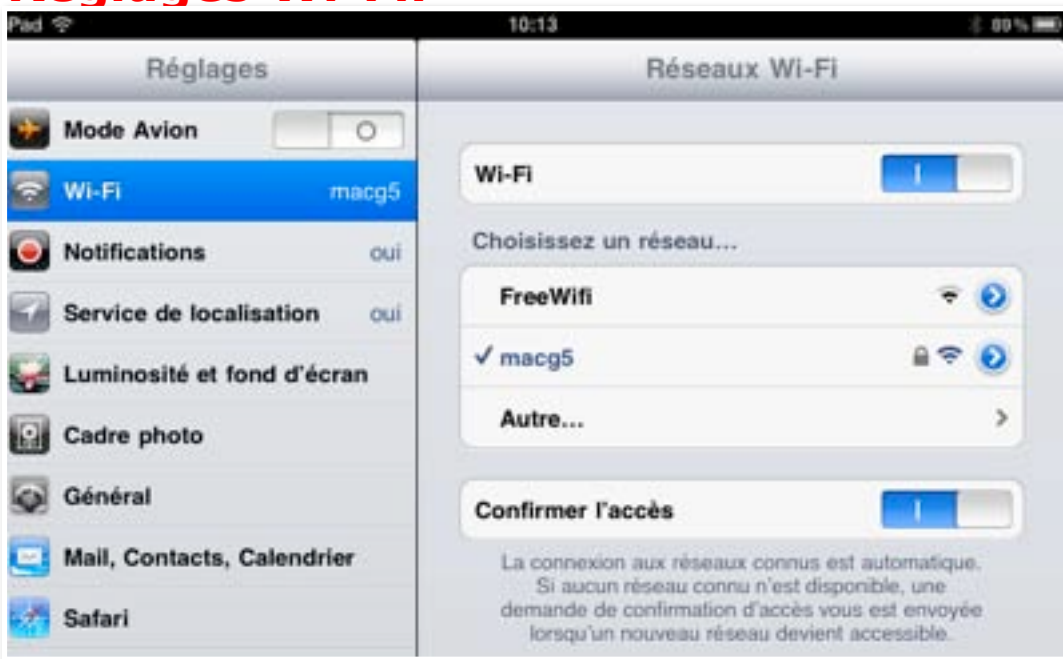 Réglages Wi-Fi
Pad 10:13 89 %
Réglages
Mode Avion
Wi-Fi macg5
Notifications oui
Service de localisation oui
Luminosité et fond d'écran
Cadre photo
Général
Mail, Contacts, Calendrier
Safari
Réseaux Wi-Fi
Wi-Fi
Choisissez un réseau...
FreeWifi
macg5
Autre...
Confirmer l'accès
La connexion aux réseaux connus est automatique.
Si aucun réseau connu n'est disponible, une
demande de confirmation d'accès vous est envoyée
lorsqu'un nouveau réseau devient accessible.